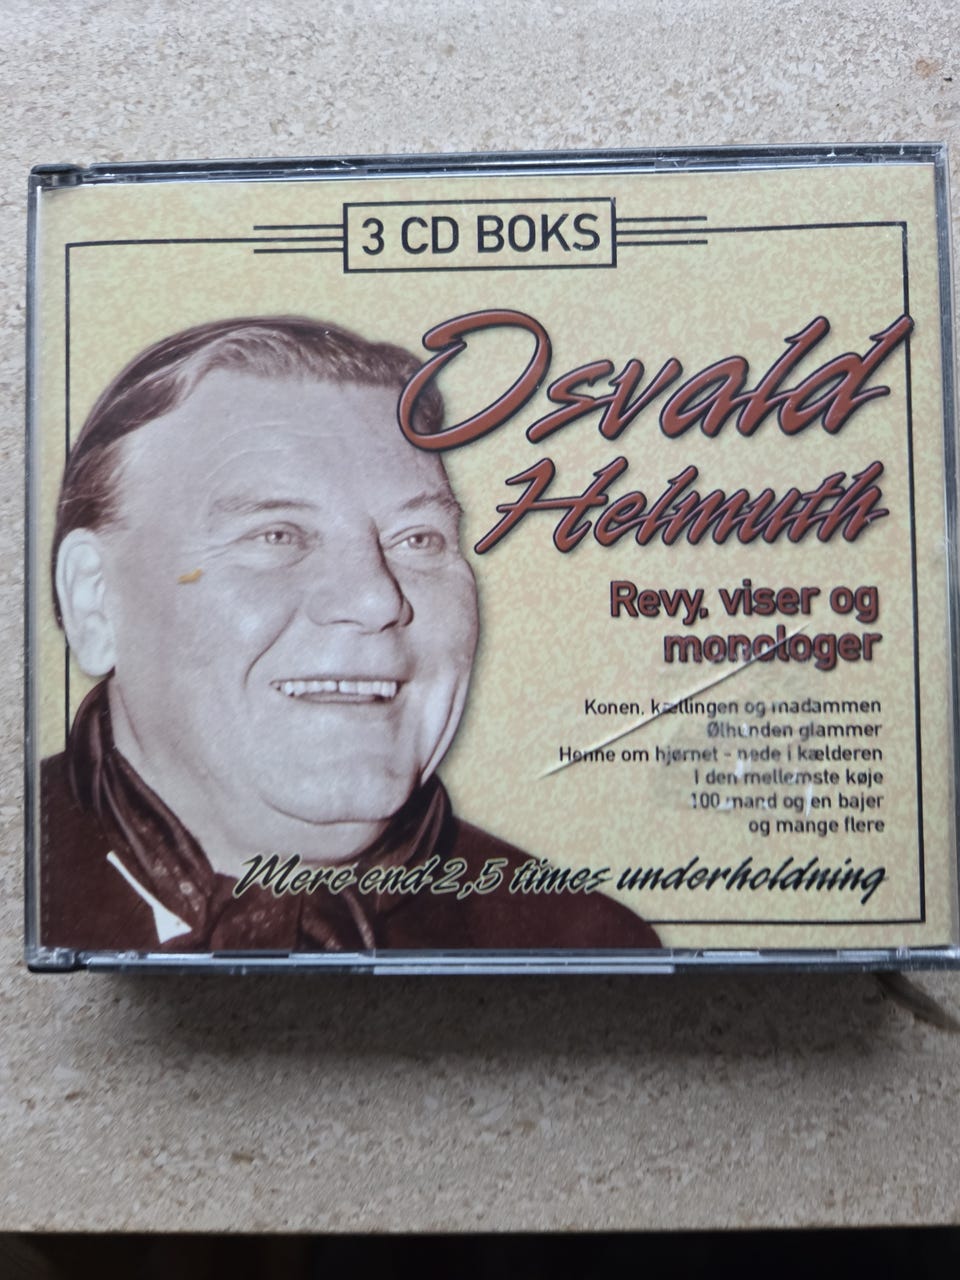 3 CD BOKS
Osvald
Helmuth
Revy, viser og
monologer
Konen, kællingen og madammen
Ølhunden glammer
Henne om hjørnet - nede i kælderen
I den mellemste køje
100 mand og en bajer
og mange flere
Mere end 2,5 times underholdning